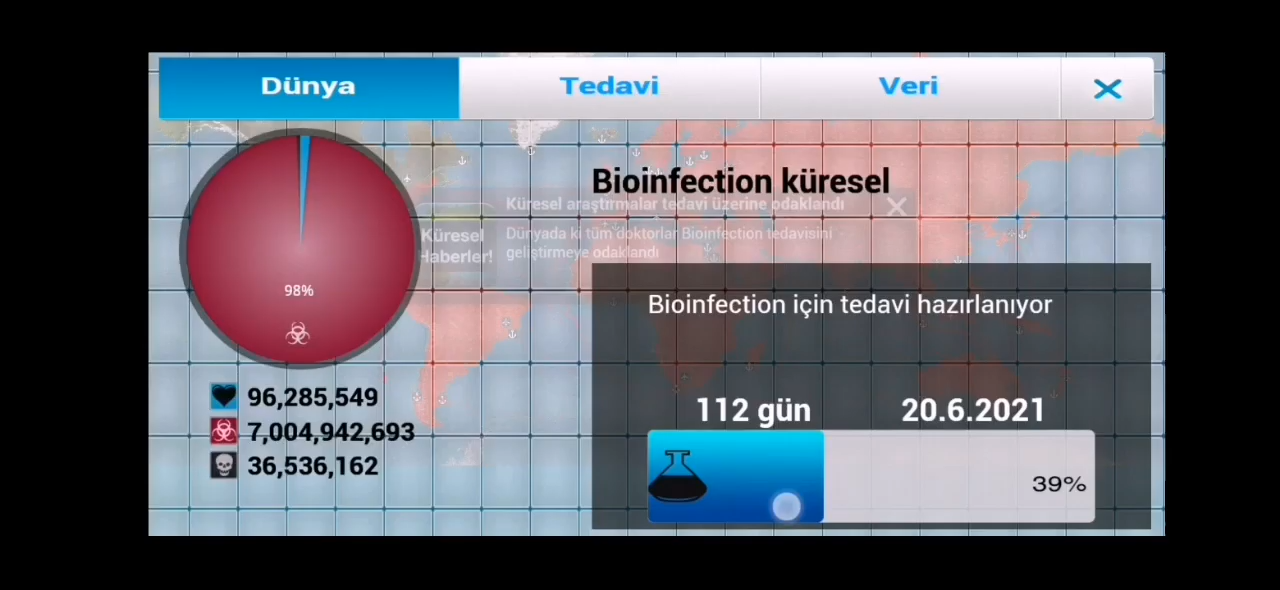 Dünya
Tedavi
Veri
Bioinfection küresel
Küresel araştırmalar tedavi üzerine odaklandı
Küresel
Haberler!
Dünyada ki tüm doktorlar Bioinfection tedavisini
geliştirmeye odaklandı
98%
Bioinfection için tedavi hazırlanıyor
96,285,549
7,004,942,693
36,536,162
112 gün
20.6.2021
39%